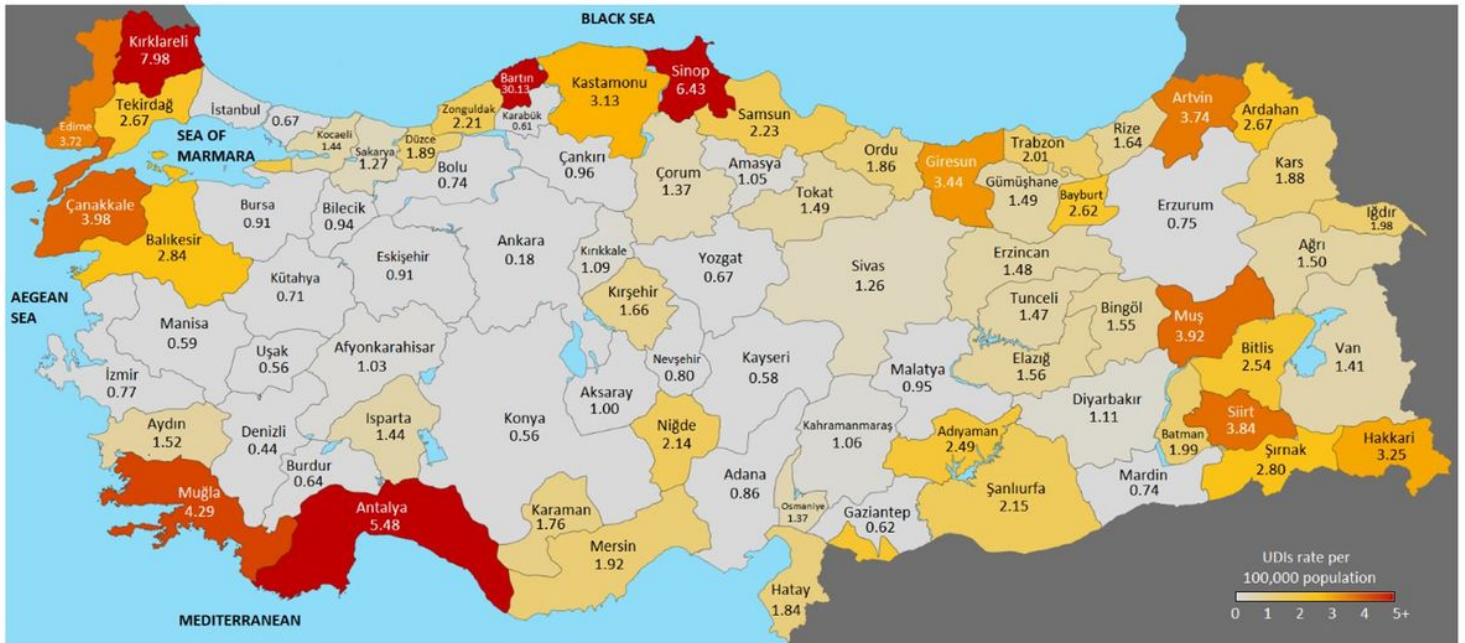 BLACK SEA
Kırklareli
7.98
Edirne
3.72
Tekirdağ
2.67
İstanbul
0.67
SEA OF
MARMARA
Kocaeli
1.44
Sakarya
1.27
Düzce
1.89
Zonguldak
2.21
Bartın
30.13
Karabük
0.61
Kastamonu
3.13
Sinop
6.43
Samsun
2.23
Ordu
1.86
Giresun
3.44
Trabzon
2.01
Rize
1.64
Artvin
3.74
Ardahan
2.67
Kars
1.88
Iğdır
1.98
Ağrı
1.50
Erzurum
0.75
Bayburt
2.62
Gümüşhane
1.49
Tokat
1.49
Amasya
1.05
Çorum
1.37
Çankırı
0.96
Bolu
0.74
Bilecik
0.94
Bursa
0.91
Çanakkale
3.98
Balıkesir
2.84
Kütahya
0.71
Eskişehir
0.91
Ankara
0.18
Kırıkkale
1.09
Yozgat
0.67
Sivas
1.26
Erzincan
1.48
Tunceli
1.47
Bingöl
1.55
Muş
3.92
Bitlis
2.54
Van
1.41
AEGEAN
SEA
Manisa
0.59
Uşak
0.56
Afyonkarahisar
1.03
Kırşehir
1.66
Nevşehir
0.80
Kayseri
0.58
Malatya
0.95
Elazığ
1.56
İzmir
0.77
Aydın
1.52
Denizli
0.44
Isparta
1.44
Burdur
0.64
Konya
0.56
Aksaray
1.00
Niğde
2.14
Kahramanmaraş
1.06
Adıyaman
2.49
Diyarbakır
1.11
Batman
1.99
Siirt
3.84
Şırnak
2.80
Hakkari
3.25
Mardin
0.74
Şanlıurfa
2.15
Gaziantep
0.62
Osmaniye
1.37
Adana
0.86
Hatay
1.84
Mersin
1.92
Karaman
1.76
Antalya
5.48
Muğla
4.29
MEDITERRANEAN
UDIs rate per
100,000 population
0 1 2 3 4 5+